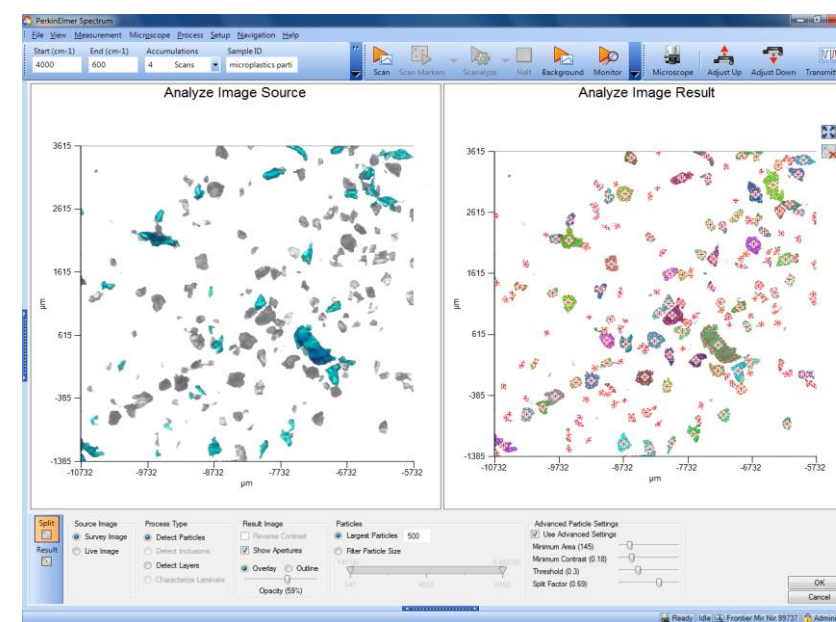 PerkinElmer Spectrum
File View Measurement Microscope Process Setup Navigation Help
Start (cm-1) End (cm-1) Accumulations Sample ID
4000 600 4 Scans microplastics parti
Scan Scan Markers Scanalyze Halt Background Monitor Microscope Adjust Up Adjust Down Transmitt
Analyze Image Source
3615
2615
1615
615
-385
-1385
µm
-10732 -9732 -8732 -7732 -6732 -5732
µm
Analyze Image Result
3615
2615
1615
615
-385
-1385
µm
-10732 -9732 -8732 -7732 -6732 -5732
µm
Split
Result
Source Image
Survey Image
Live Image
Process Type
Detect Particles
Detect Inclusions
Detect Layers
Characterize Laminate
Result Image
Reverse Contrast
Show Apertures
Overlay Outline
Opacity (59%)
Particles
Largest Particles 500
Filter Particle Size
147
Advanced Particle Settings
Use Advanced Settings
Minimum Area (145)
Minimum Contrast (0.18)
Threshold (0.3)
Split Factor (0.69)
OK
Cancel
Ready Idle Frontier Mir Nir 99737 Admin